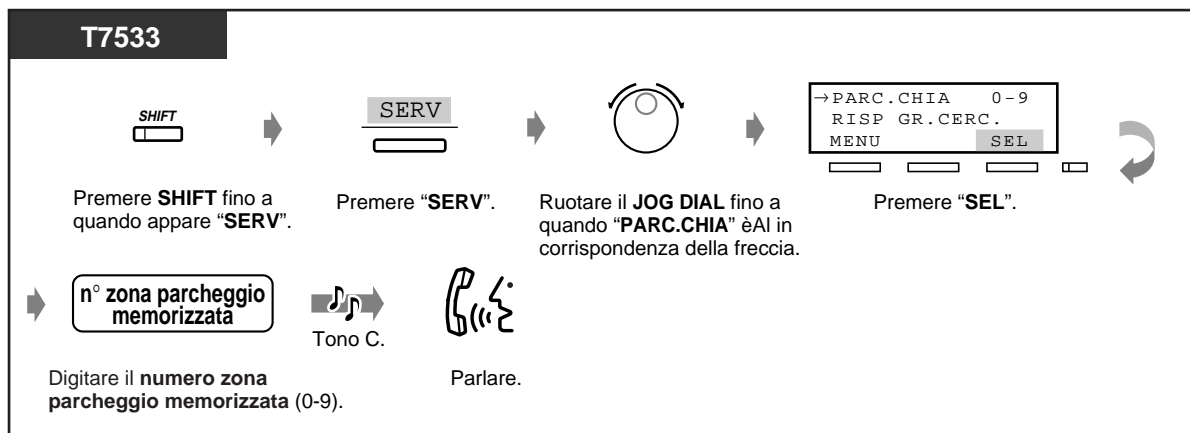 T7533
SHIFT
SERV
→PARC.CHIA 0-9
RISP GR.CERC.
MENU SEL
Premere SHIFT fino a
quando appare “SERV”.
Premere “SERV”.
Ruotare il JOG DIAL fino a
quando “PARC.CHIA” èAl in
corrispondenza della freccia.
Premere “SEL”.
n° zona parcheggio
memorizzata
Tono C.
Digitare il numero zona
parcheggio memorizzata (0-9).
Parlare.